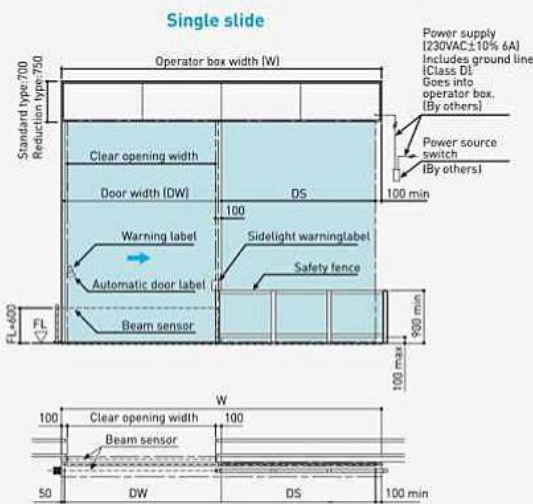 Single slide
Operator box width (W)
Power supply
(230VAC±10% 6A)
Includes ground line
(Class D).
Goes into
operator box.
(By others)
Standard type:700
Reduction type:750
Power source
switch
(By others)
Clear opening width
Door width (DW)
DS
100 min
100
Warning label
Sidelight warninglabel
Automatic door label
Safety fence
FL+600
FL
Beam sensor
900 min
100 max
W
100
Clear opening width
100
Beam sensor
50
DW
DS
100 min